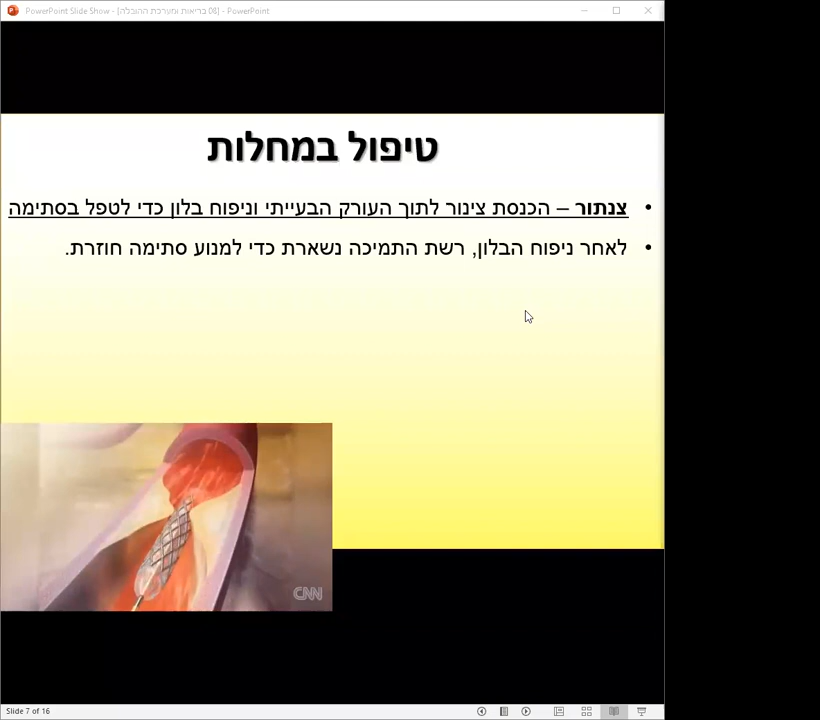 PowerPoint Slide Show - [08 בריאות ומערכת ההובלה] - PowerPoint
טיפול במחלות
• צנתור – הכנסת צינור לתוך העורק הבעייתי וניפוח בלון כדי לטפל בסתימה
• לאחר ניפוח הבלון, רשת התמיכה נשארת כדי למנוע סתימה חוזרת.
CNN
Slide 7 of 16